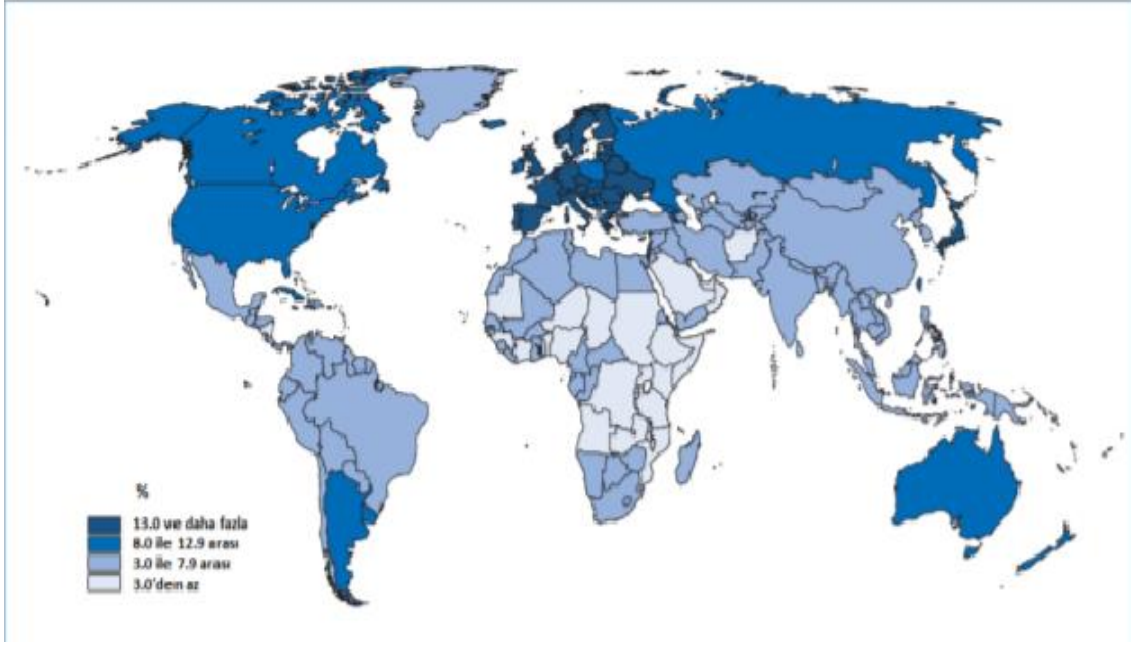 %
13.0 ve daha fazla
8.0 ile 12.9 arası
3.0 ile 7.9 arası
3.0'den az